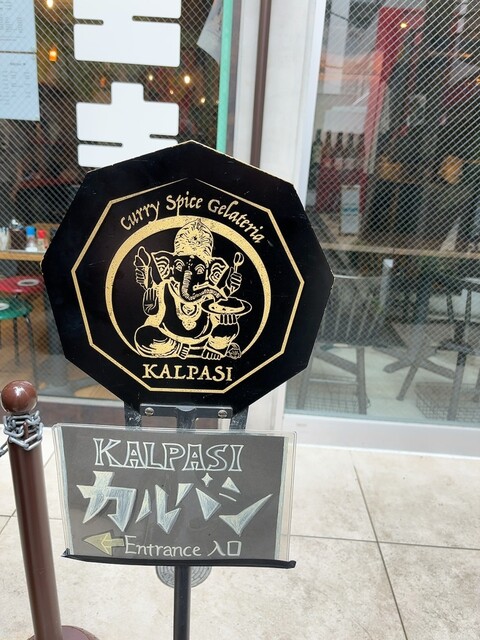 Curry Spice Gelateria
KALPASI
KALPASI
カルパシ
Entrance 入口